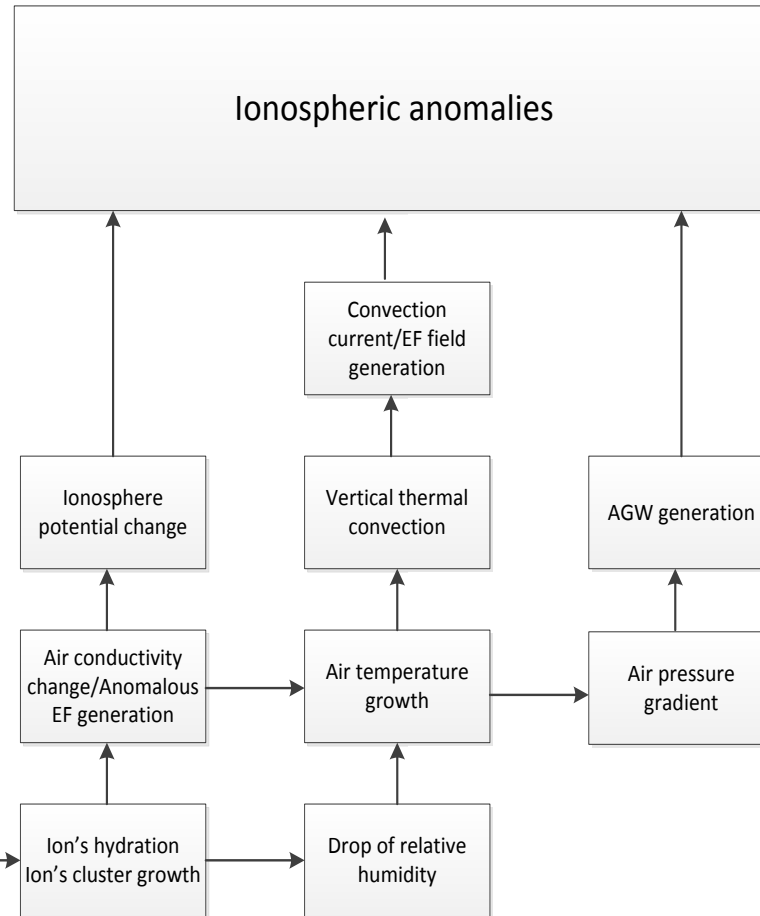 Ionospheric anomalies
Convection
current/EF field
generation
Ionosphere
potential change
Vertical thermal
convection
AGW generation
Air conductivity
change/Anomalous
EF generation
Air temperature
growth
Air pressure
gradient
Ion’s hydration
Ion’s cluster growth
Drop of relative
humidity